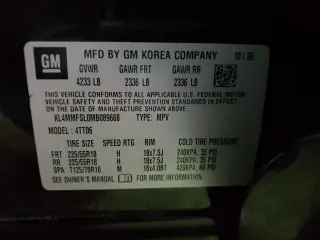 GM
MFD BY GM KOREA COMPANY 10 / 20
GVWR GAWR FRT GAWR RR
4233 LB 2336 LB 2336 LB
THIS VEHICLE CONFORMS TO ALL APPLICABLE U.S. FEDERAL MOTOR
VEHICLE SAFETY AND THEFT PREVENTION STANDARDS IN EFFECT
ON THE DATE OF MANUFACTURE SHOWN ABOVE.
KL4MMFSL0MB089668 TYPE: MPV
MODEL: 4TT06
TIRE SIZE SPEED RTG RIM COLD TIRE PRESSURE
FRT 225/55R18 H 18x7.5J 240KPA, 35 PSI
RR 225/55R18 H 18x7.5J 240KPA, 35 PSI
SPA T125/70R16 M 16x4.0BT 420KPA, 60 PSI
SEE OWNER'S MANUAL FOR MORE INFORMATION.